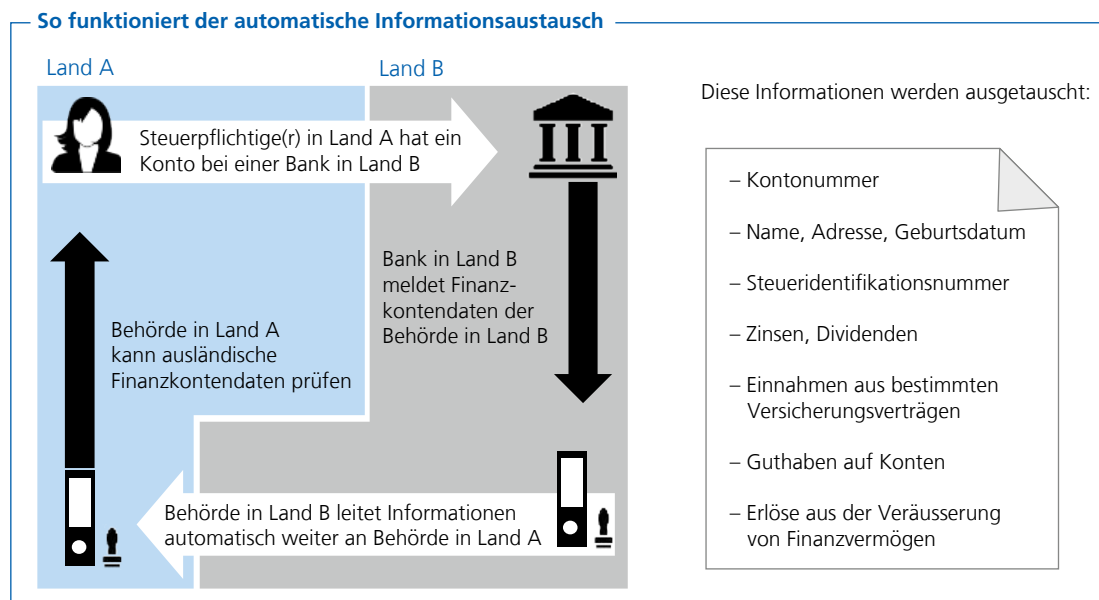 So funktioniert der automatische Informationsaustausch
Land A
Land B
Steuerpflichtige(r) in Land A hat ein
Konto bei einer Bank in Land B
Bank in Land B
meldet Finanz-
kontendaten der
Behörde in Land B
Behörde in Land B leitet Informationen
automatisch weiter an Behörde in Land A
Behörde in Land A
kann ausländische
Finanzkontendaten prüfen
Diese Informationen werden ausgetauscht:
– Kontonummer
– Name, Adresse, Geburtsdatum
– Steueridentifikationsnummer
– Zinsen, Dividenden
– Einnahmen aus bestimmten
Versicherungsverträgen
– Guthaben auf Konten
– Erlöse aus der Veräusserung
von Finanzvermögen